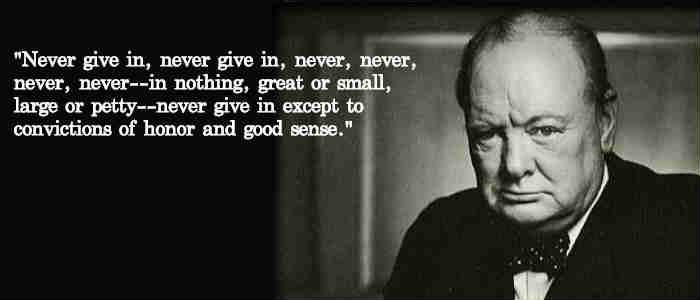 "Never give in, never give in, never, never,
never, never--in nothing, great or small,
large or petty--never give in except to
convictions of honor and good sense."